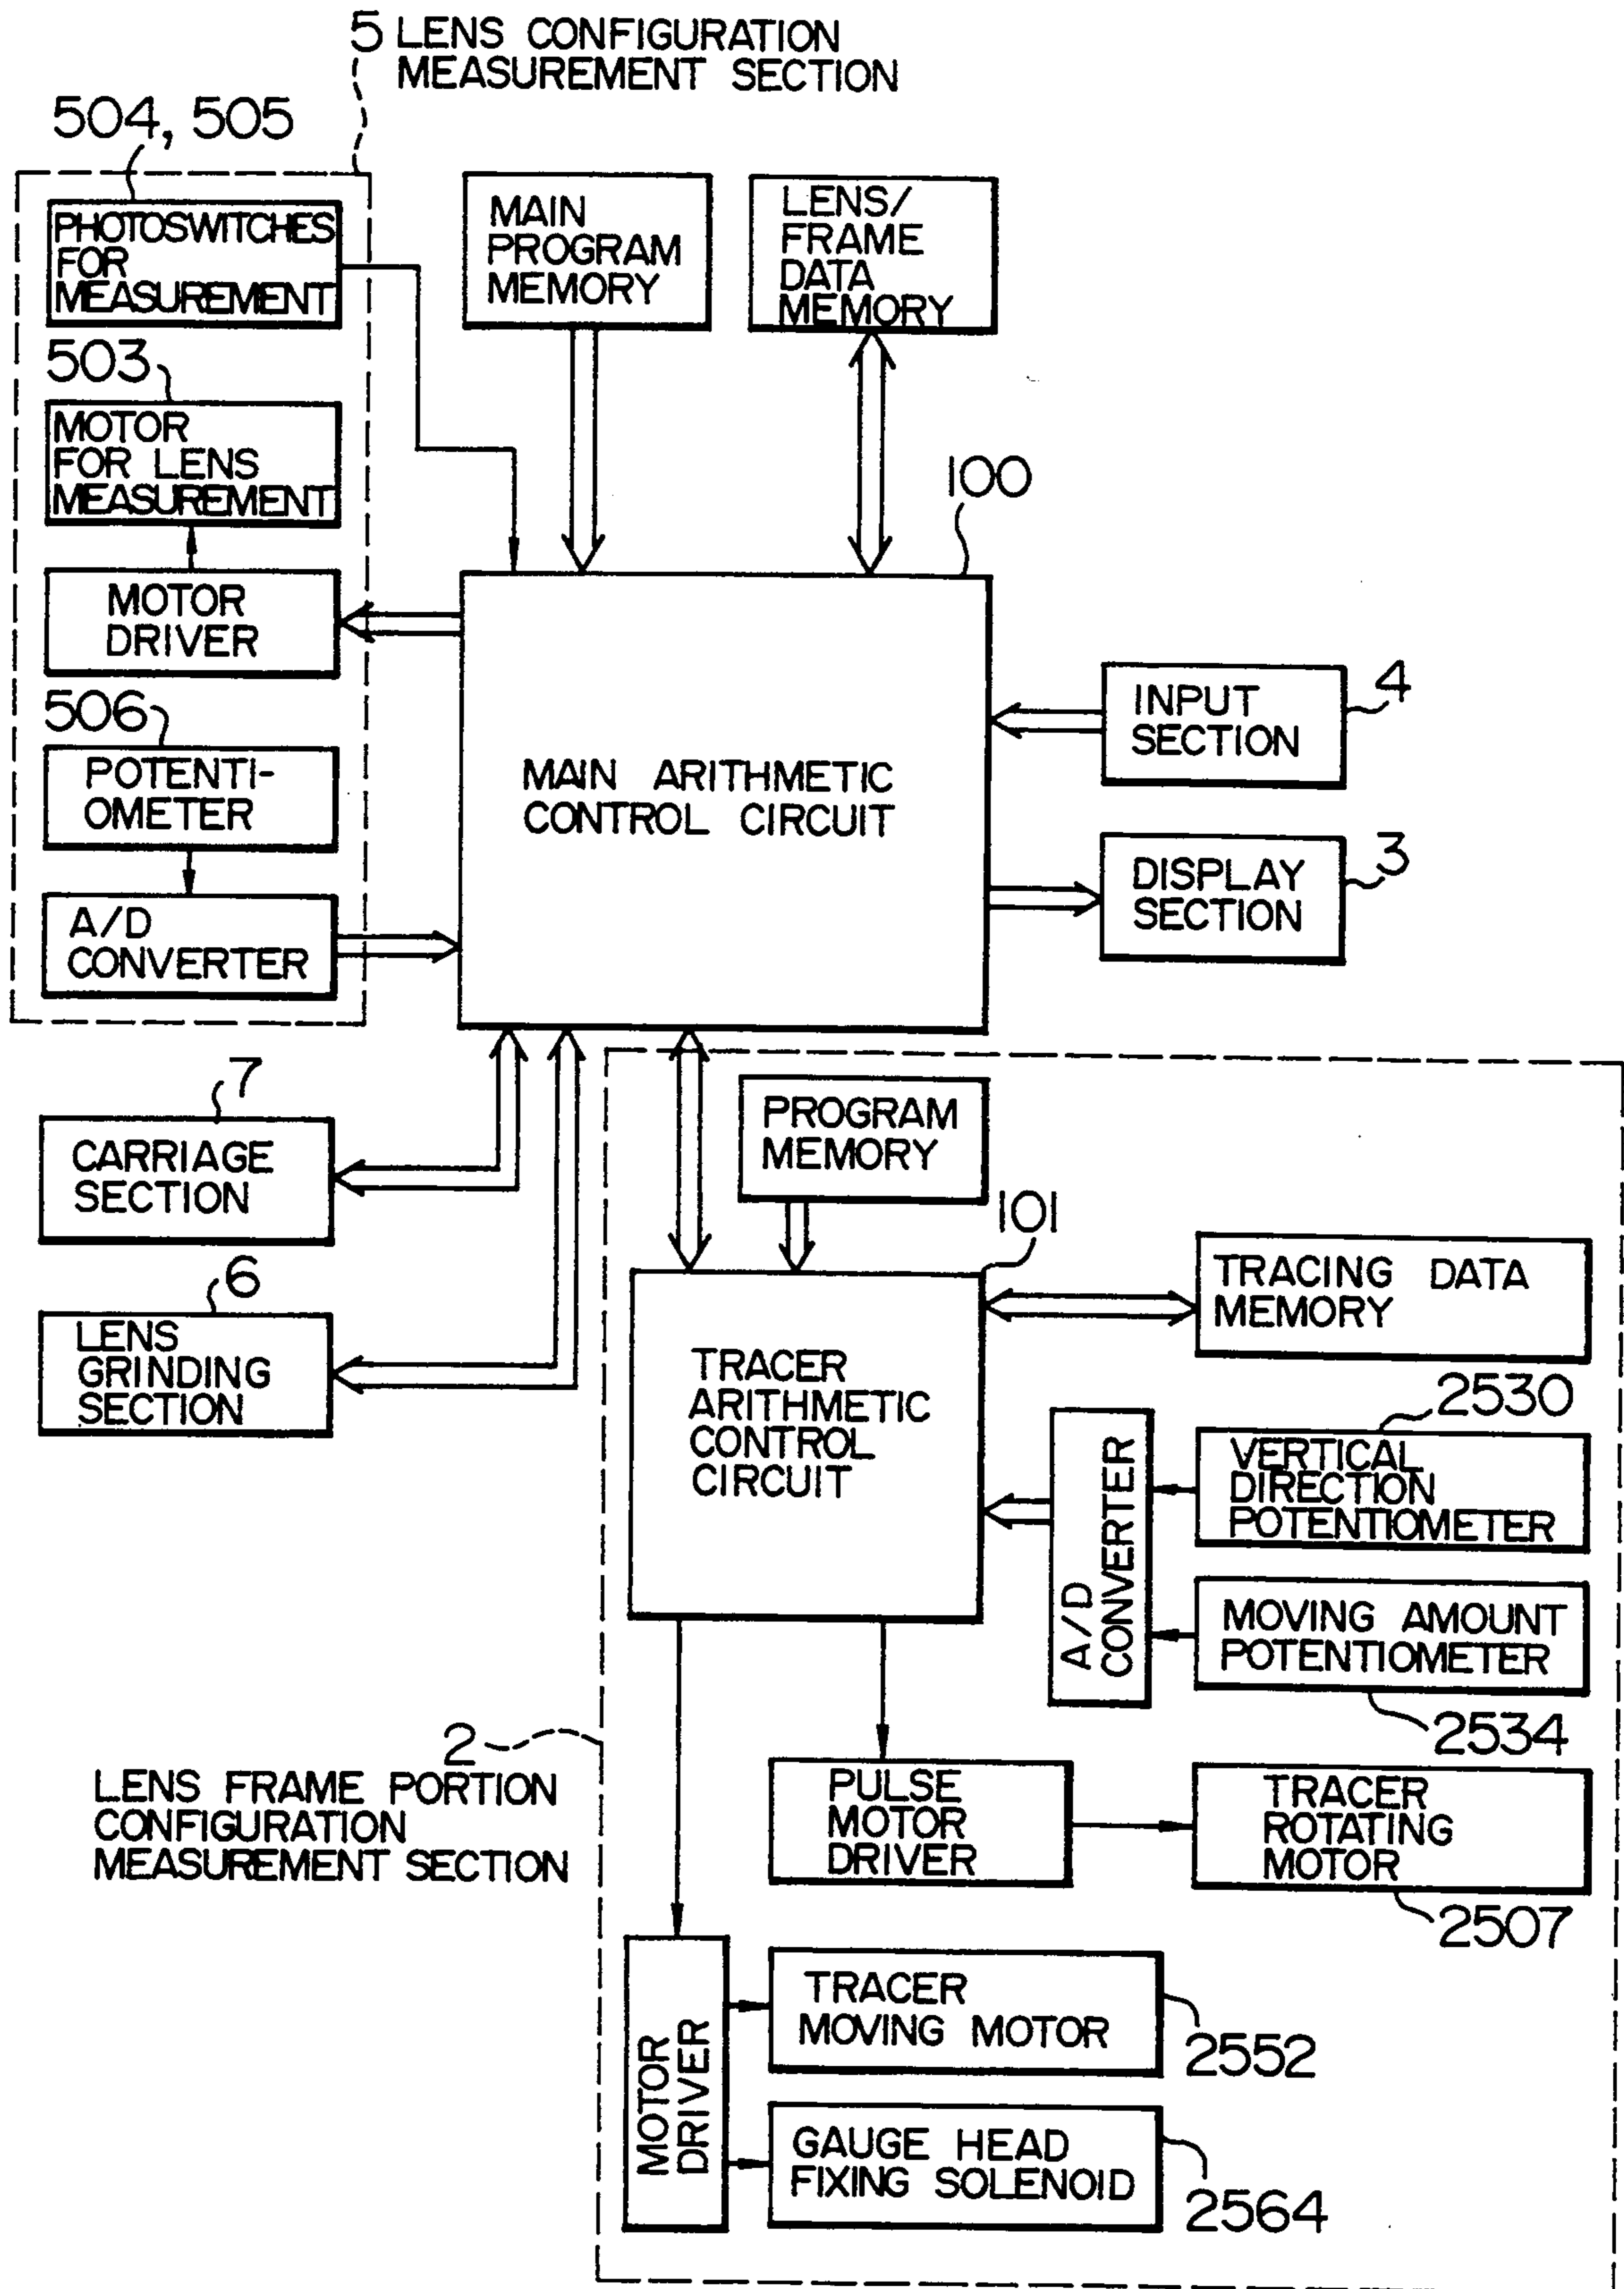 5 LENS CONFIGURATION
MEASUREMENT SECTION
504, 505
PHOTOSWITCHES
FOR
MEASUREMENT
MAIN
PROGRAM
MEMORY
LENS/
FRAME
DATA
MEMORY
503
MOTOR
FOR LENS
MEASUREMENT
100
MOTOR
DRIVER
506
POTENTI-
OMETER
A/D
CONVERTER
MAIN ARITHMETIC
CONTROL CIRCUIT
INPUT
SECTION
4
DISPLAY
SECTION
3
7
CARRIAGE
SECTION
6
LENS
GRINDING
SECTION
PROGRAM
MEMORY
101
TRACER
ARITHMETIC
CONTROL
CIRCUIT
TRACING DATA
MEMORY
2530
VERTICAL
DIRECTION
POTENTIOMETER
A/D
CONVERTER
MOVING AMOUNT
POTENTIOMETER
2534
2
LENS FRAME PORTION
CONFIGURATION
MEASUREMENT SECTION
PULSE
MOTOR
DRIVER
TRACER
ROTATING
MOTOR
2507
MOTOR
DRIVER
TRACER
MOVING MOTOR
2552
GAUGE HEAD
FIXING SOLENOID
2564